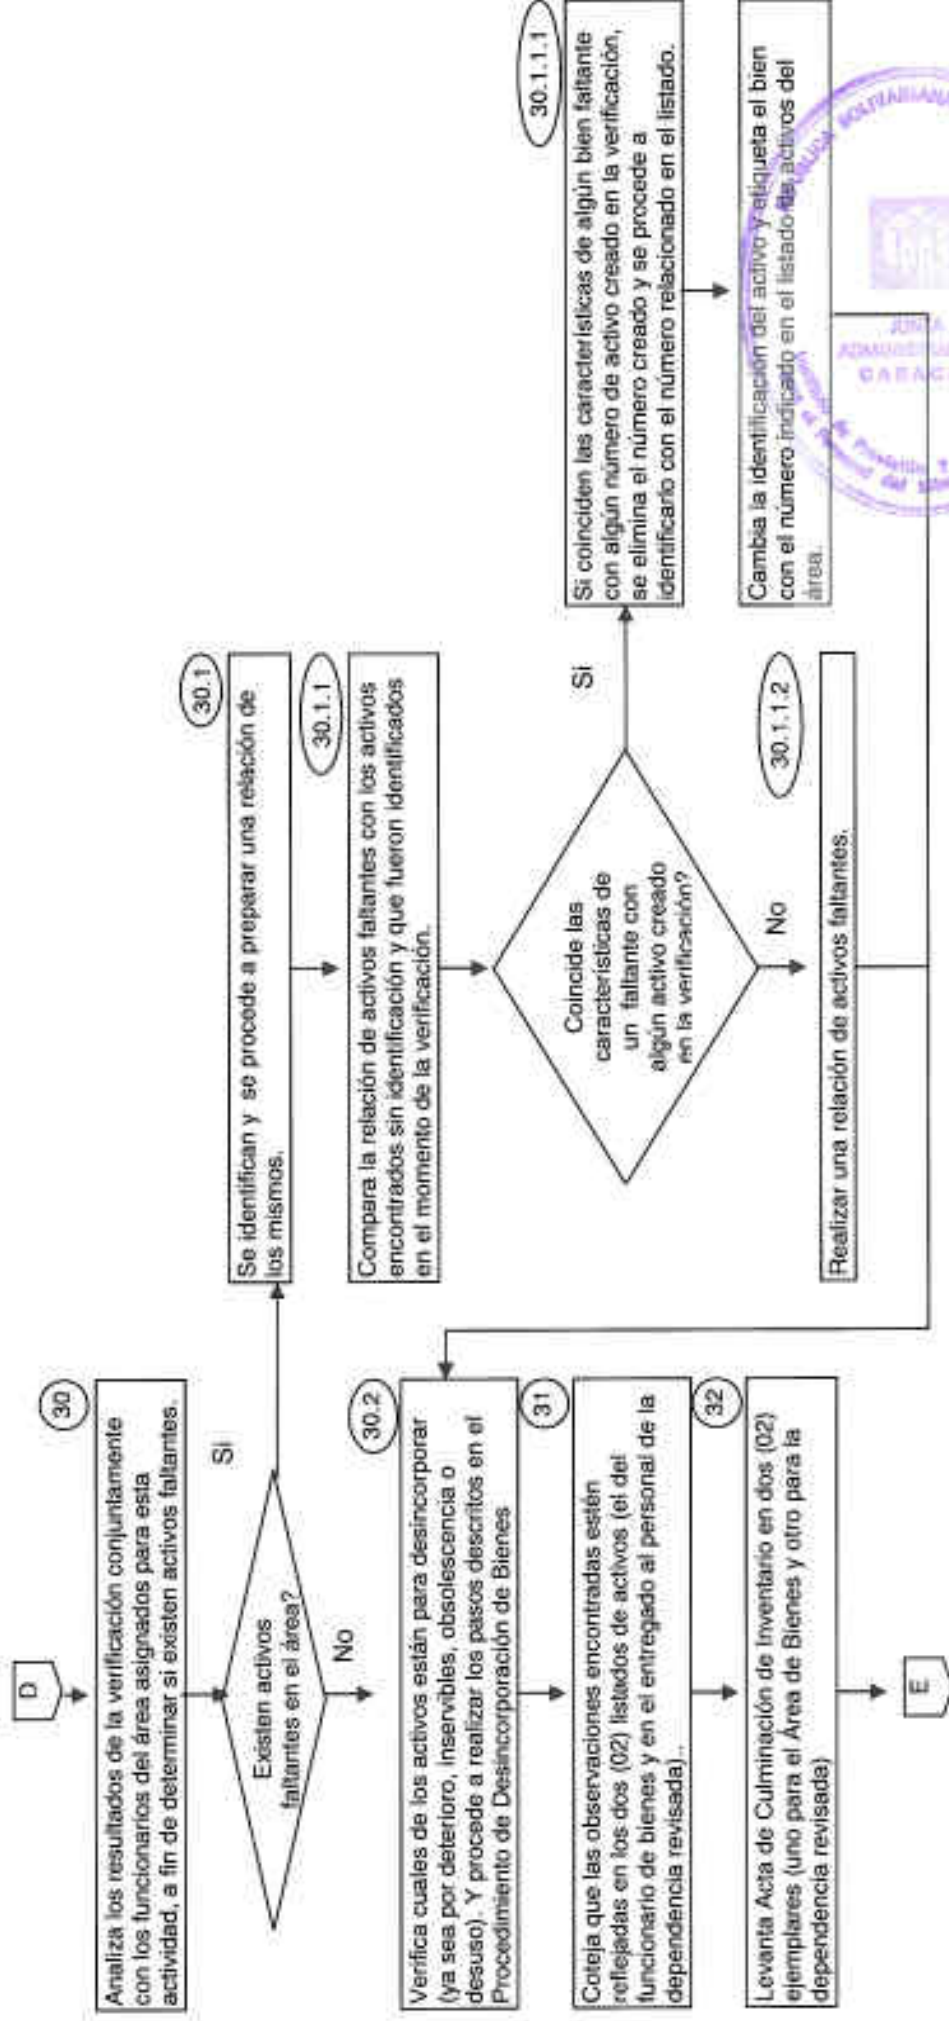 D
30
Analiza los resultados de la verificación conjuntamente
con los funcionarios del área asignados para esta
actividad, a fin de determinar si existen activos faltantes.
Existen activos
faltantes en el área?
Si
No
30.1
Se identifican y se procede a preparar una relación de
los mismos.
30.1.1
Compara la relación de activos faltantes con los activos
encontrados sin identificación y que fueron identificados
en el momento de la verificación.
Coincide las
características de
un faltante con
algún activo creado
en la verificación?
Si
No
30.1.1.1
Si coinciden las características de algún bien faltante
con algún número de activo creado en la verificación,
se elimina el número creado y se procede a
identificarlo con el número relacionado en el listado.
Cambia la identificación del activo y etiqueta el bien
con el número indicado en el listado de activos del
área.
30.1.1.2
Realizar una relación de activos faltantes.
30.2
Verifica cuales de los activos están para desincorporar
(ya sea por deterioro, inservibles, obsolescencia o
desuso). Y procede a realizar los pasos descritos en el
Procedimiento de Desincorporación de Bienes
31
Coteja que las observaciones encontradas estén
reflejadas en los dos (02) listados de activos (el del
funcionario de bienes y en el entregado al personal de la
dependencia revisada)..
32
Levanta Acta de Culminación de Inventario en dos (02)
ejemplares (uno para el Área de Bienes y otro para la
dependencia revisada)
E
BOLIVARIANA
JUNTA